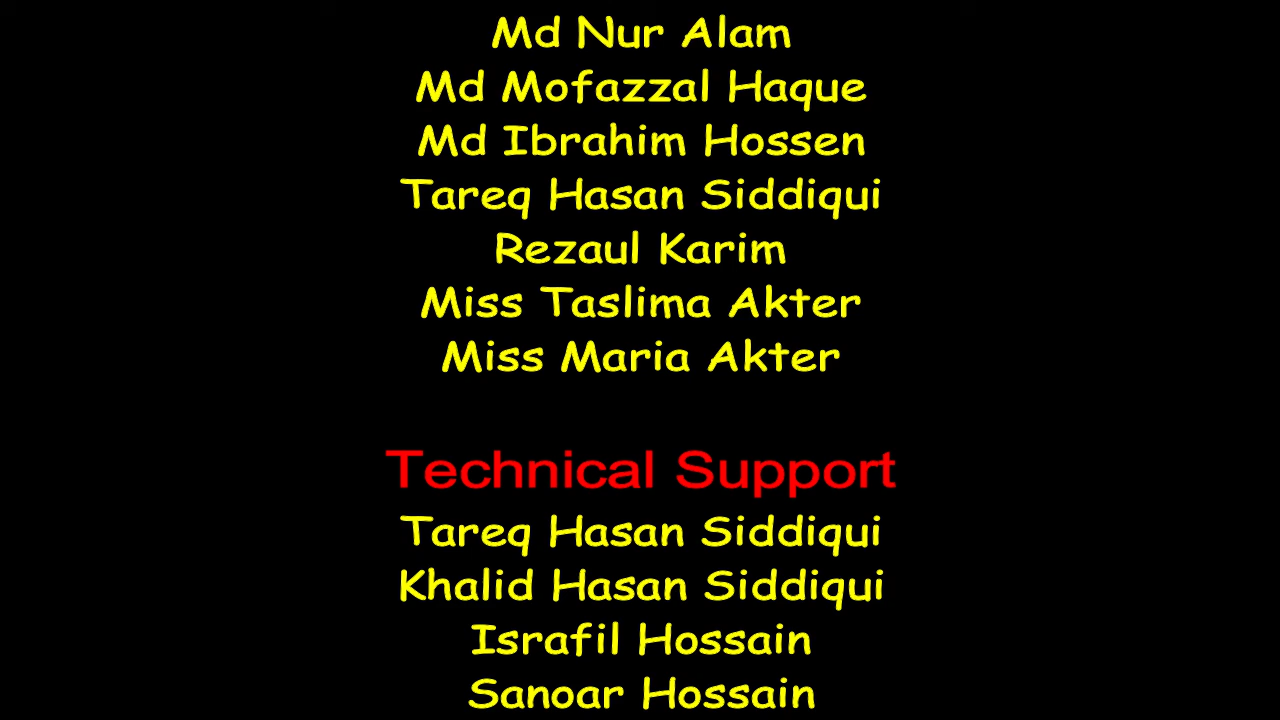 Md Nur Alam
Md Mofazzal Haque
Md Ibrahim Hossen
Tareq Hasan Siddiqui
Rezaul Karim
Miss Taslima Akter
Miss Maria Akter
Technical Support
Tareq Hasan Siddiqui
Khalid Hasan Siddiqui
Israfil Hossain
Sanoar Hossain